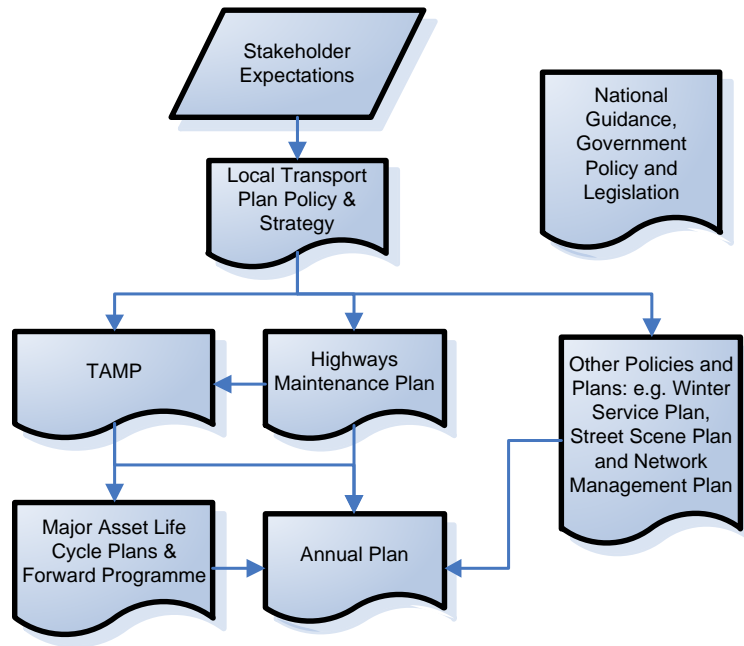 Stakeholder
Expectations
National
Guidance,
Government
Policy and
Legislation
Local Transport
Plan Policy &
Strategy
TAMP
Highways
Maintenance Plan
Other Policies and
Plans: e.g. Winter
Service Plan,
Street Scene Plan
and Network
Management Plan
Major Asset Life
Cycle Plans &
Forward Programme
Annual Plan